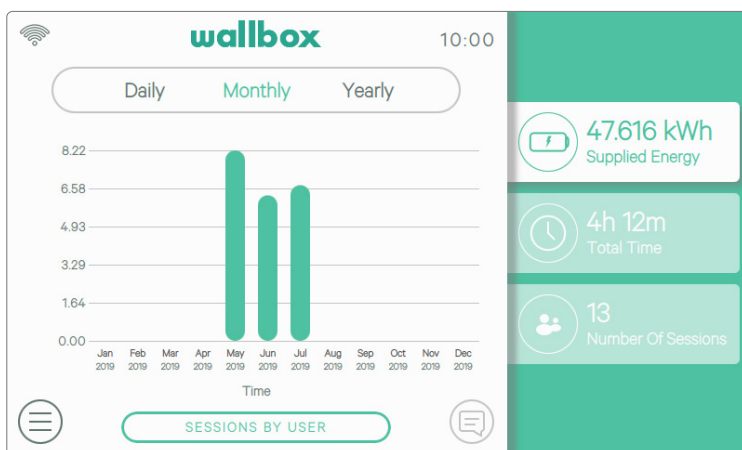 wallbox
10:00
Daily Monthly Yearly
8.22
6.58
4.93
3.29
1.64
0.00
Jan Feb Mar Apr May Jun Jul Aug Sep Oct Nov Dec
2019 2019 2019 2019 2019 2019 2019 2019 2019 2019 2019 2019
Time
SESSIONS BY USER
47.616 kWh
Supplied Energy
4h 12m
Total Time
13
Number Of Sessions